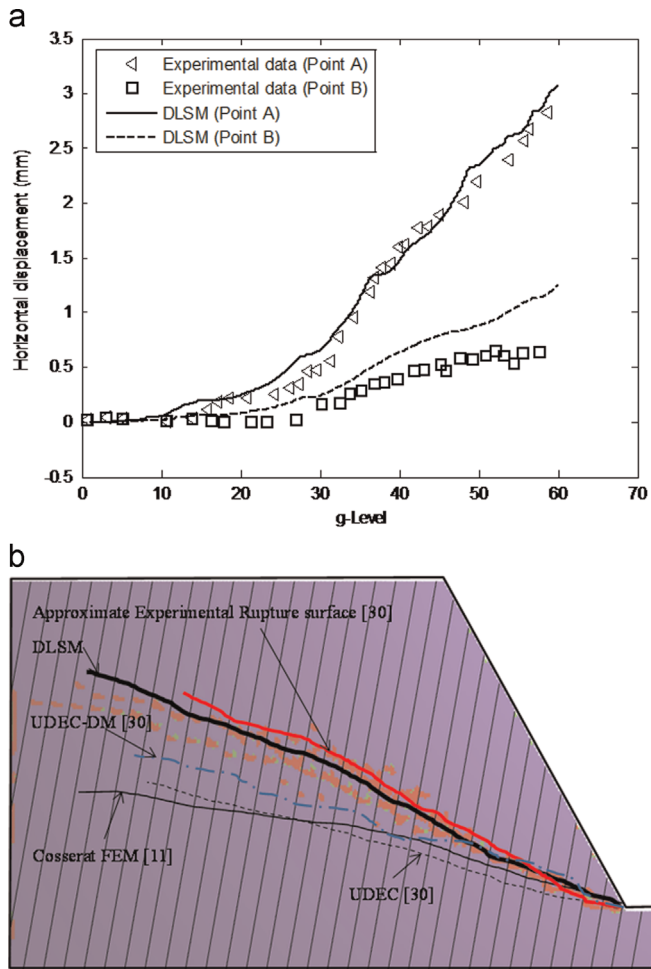 a
3.5
3
2.5
2
1.5
1
0.5
0
-0.5
Horizontal displacement (mm)
Experimental data (Point A)
Experimental data (Point B)
DLSM (Point A)
DLSM (Point B)
0 10 20 30 40 50 60 70
g-Level
b
Approximate Experimental Rupture surface [30]
DLSM
UDEC-DM [30]
Cosserat FEM [11]
UDEC [30]